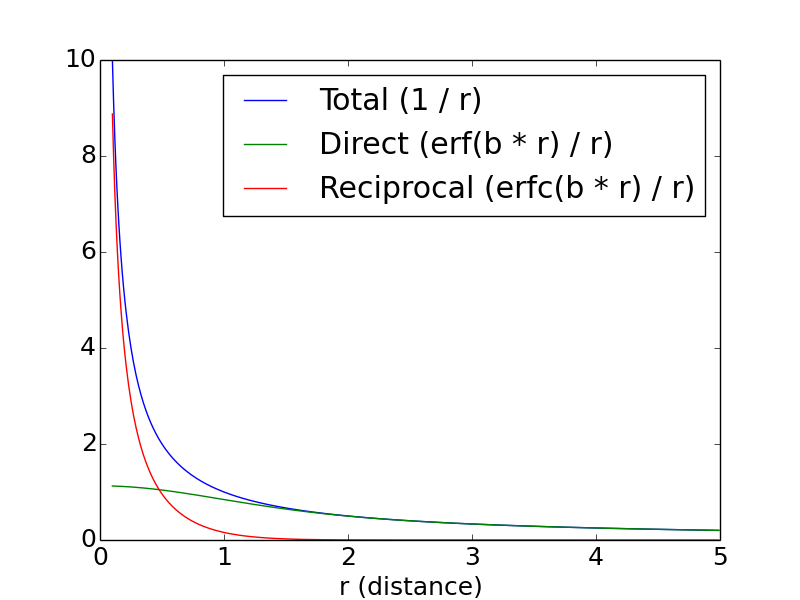 10
8
6
4
2
0
Total (1 / r)
Direct (erf(b * r) / r)
Reciprocal (erfc(b * r) / r)
0 1 2 3 4 5
r (distance)